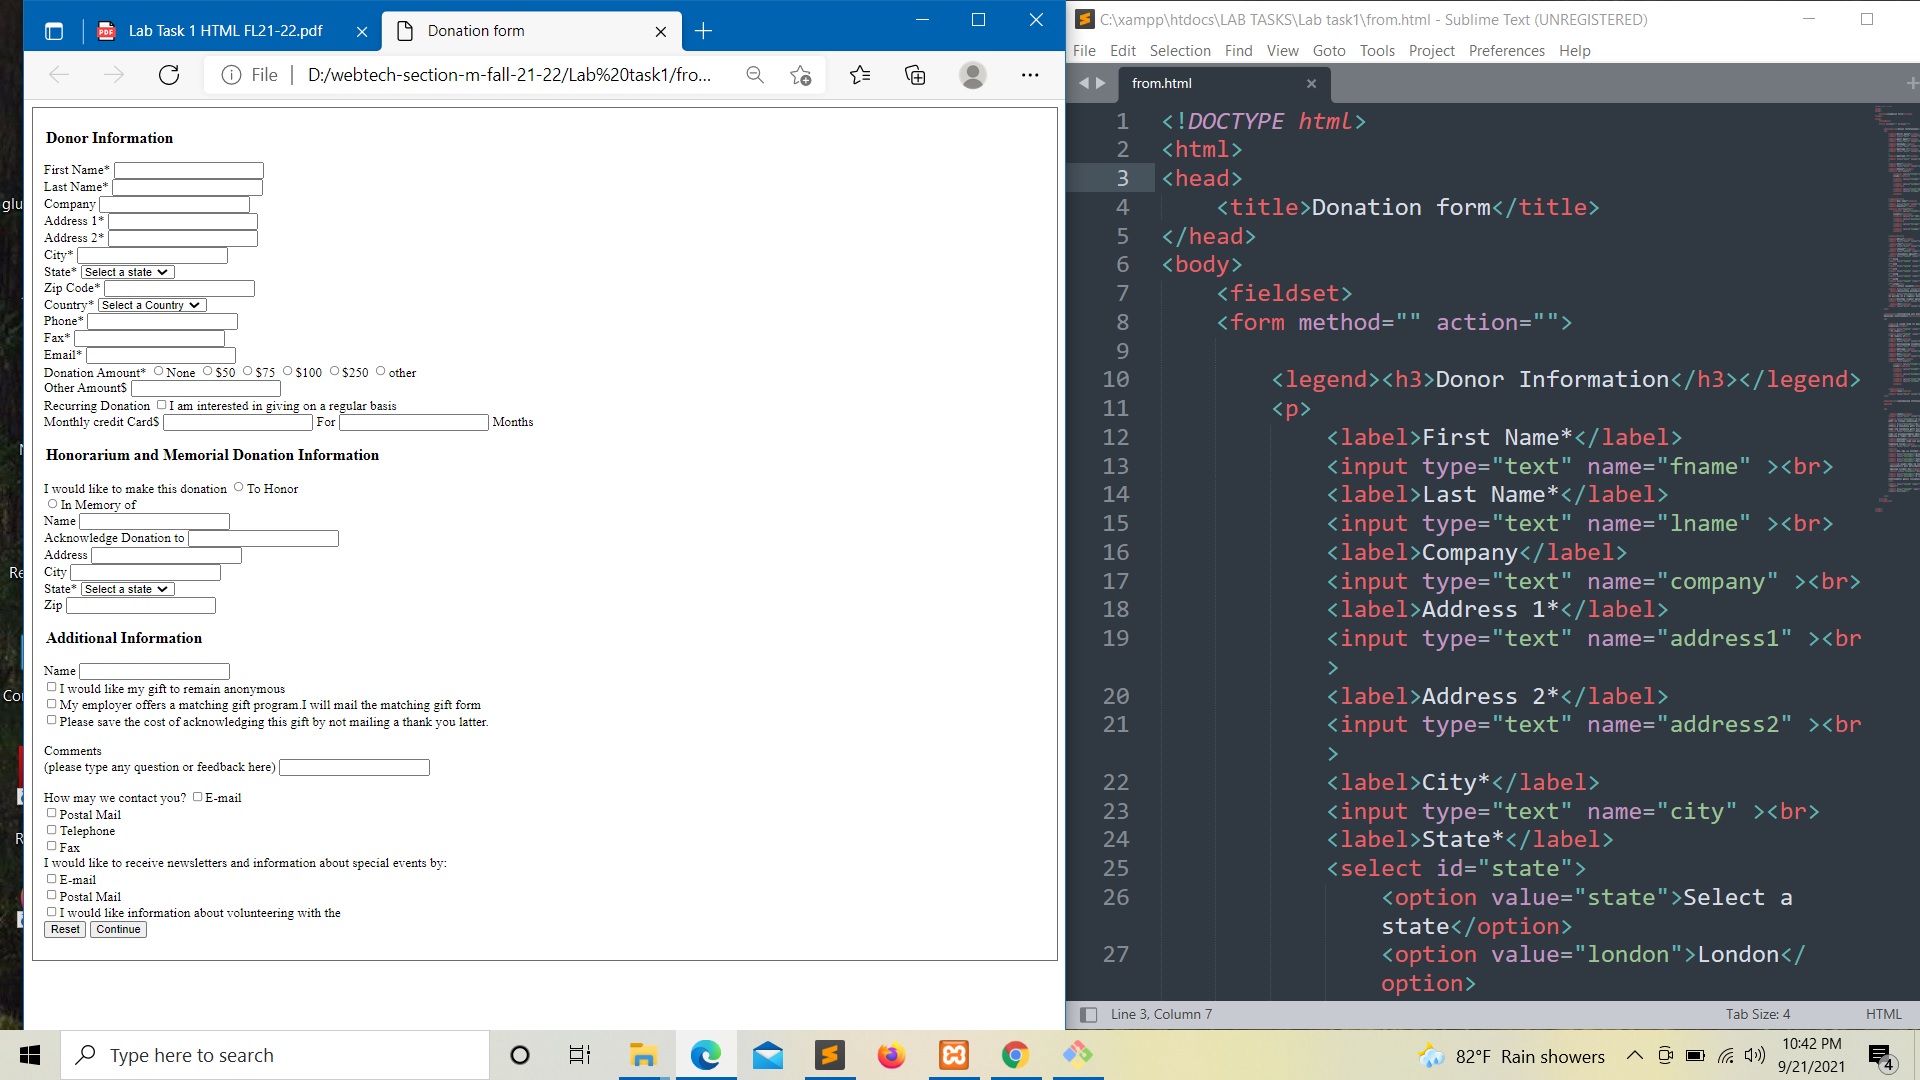 Lab Task 1 HTML FL21-22.pdf
Donation form
File
D:/webtech-section-m-fall-21-22/Lab%20task1/fro...
Donor Information
First Name*
Last Name*
Company
Address 1*
Address 2*
City*
State* Select a state
Zip Code*
Country* Select a Country
Phone*
Fax*
Email*
Donation Amount* None $50 $75 $100 $250 other
Other Amount$
Recurring Donation I am interested in giving on a regular basis
Monthly credit Card$ For Months
Honorarium and Memorial Donation Information
I would like to make this donation To Honor
In Memory of
Name
Acknowledge Donation to
Address
City
State* Select a state
Zip
Additional Information
Name
I would like my gift to remain anonymous
My employer offers a matching gift program.I will mail the matching gift form
Please save the cost of acknowledging this gift by not mailing a thank you latter.
Comments
(please type any question or feedback here)
How may we contact you? E-mail
Postal Mail
Telephone
Fax
I would like to receive newsletters and information about special events by:
E-mail
Postal Mail
I would like information about volunteering with the
Reset Continue
C:\xampp\htdocs\LAB TASKS\Lab task1\from.html - Sublime Text (UNREGISTERED)
File Edit Selection Find View Goto Tools Project Preferences Help
from.html
1 <!DOCTYPE html>
2 <html>
3 <head>
4 <title>Donation form</title>
5 </head>
6 <body>
7 <fieldset>
8 <form method="" action="">
9
10 <legend><h3>Donor Information</h3></legend>
11 <p>
12 <label>First Name*</label>
13 <input type="text" name="fname" ><br>
14 <label>Last Name*</label>
15 <input type="text" name="lname" ><br>
16 <label>Company</label>
17 <input type="text" name="company" ><br>
18 <label>Address 1*</label>
19 <input type="text" name="address1" ><br
>
20 <label>Address 2*</label>
21 <input type="text" name="address2" ><br
>
22 <label>City*</label>
23 <input type="text" name="city" ><br>
24 <label>State*</label>
25 <select id="state">
26 <option value="state">Select a
state</option>
27 <option value="london">London</
option>
Line 3, Column 7
Tab Size: 4
HTML
glu
Re
Co
Type here to search
82°F Rain showers
10:42 PM
9/21/2021
4